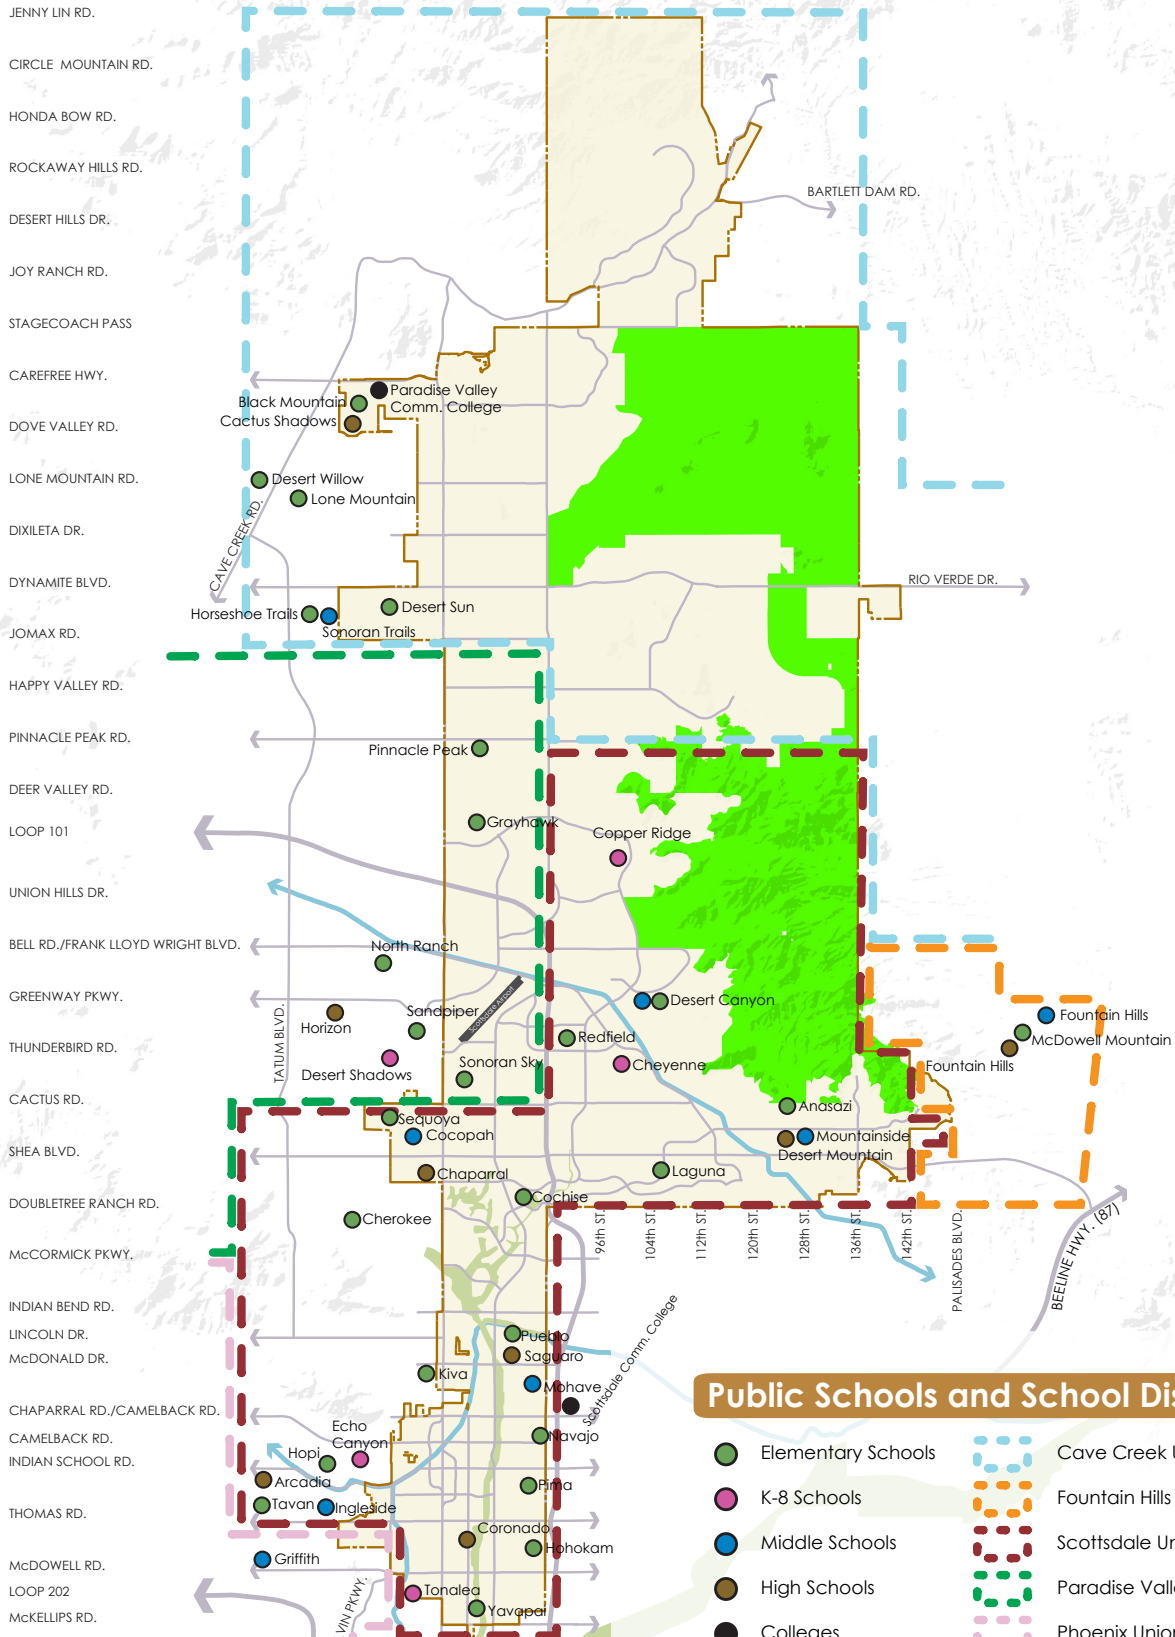 JENNY LIN RD.
CIRCLE MOUNTAIN RD.
HONDA BOW RD.
ROCKAWAY HILLS RD.
DESERT HILLS DR.
JOY RANCH RD.
STAGECOACH PASS
CAREFREE HWY.
DOVE VALLEY RD.
LONE MOUNTAIN RD.
DIXILETA DR.
DYNAMITE BLVD.
JOMAX RD.
HAPPY VALLEY RD.
PINNACLE PEAK RD.
DEER VALLEY RD.
LOOP 101
UNION HILLS DR.
BELL RD./FRANK LLOYD WRIGHT BLVD.
GREENWAY PKWY.
THUNDERBIRD RD.
CACTUS RD.
SHEA BLVD.
DOUBLETREE RANCH RD.
McCORMICK PKWY.
INDIAN BEND RD.
LINCOLN DR.
McDONALD DR.
CHAPARRAL RD./CAMELBACK RD.
CAMELBACK RD.
INDIAN SCHOOL RD.
THOMAS RD.
McDOWELL RD.
LOOP 202
McKELLIPS RD.
BARTLETT DAM RD.
Paradise Valley
Comm. College
Black Mountain
Cactus Shadows
Desert Willow
Lone Mountain
CAVE CREEK RD.
RIO VERDE DR.
Desert Sun
Horseshoe Trails
Sonoran Trails
Pinnacle Peak
Grayhawk
Copper Ridge
North Ranch
Desert Canyon
Sandpiper
Scottsdale Airport
Horizon
TATUM BLVD.
Desert Shadows
Sonoran Sky
Redfield
Cheyenne
Fountain Hills
McDowell Mountain
Fountain Hills
Anasazi
Sequoya
Cocopah
Mountainside
Desert Mountain
Chaparral
Laguna
Cochise
Cherokee
96th ST.
104th ST.
112th ST.
120th ST.
128th ST.
136th ST.
142th ST.
PALISADES BLVD.
BEELINE HWY. (87)
Pueblo
Saguaro
Kiva
Mohave
Scottsdale Comm. College
Navajo
Echo
Canyon
Hopi
Arcadia
Pima
Tavan
Ingleside
Coronado
Hohokam
Griffith
Tonalea
Yavapai
VIN PKWY.
Public Schools and School Dis
Elementary Schools
K-8 Schools
Middle Schools
High Schools
Colleges
Cave Creek U
Fountain Hills
Scottsdale Un
Paradise Valle
Phoenix Union